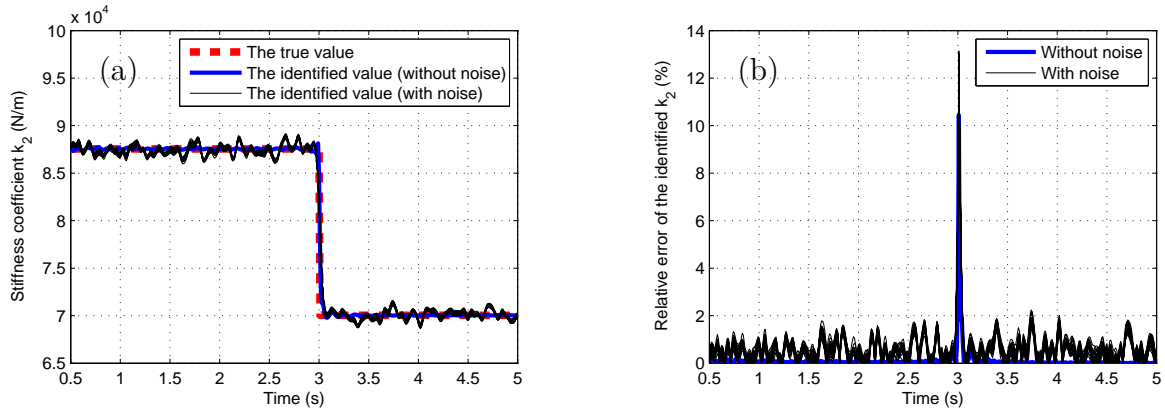 (a)
x 10⁴
10
9.5
9
8.5
8
7.5
7
6.5
Stiffness coefficient k₂ (N/m)
The true value
The identified value (without noise)
The identified value (with noise)
0.5 1 1.5 2 2.5 3 3.5 4 4.5 5
Time (s)
(b)
14
12
10
8
6
4
2
0
Relative error of the identified k₂ (%)
Without noise
With noise
0.5 1 1.5 2 2.5 3 3.5 4 4.5 5
Time (s)